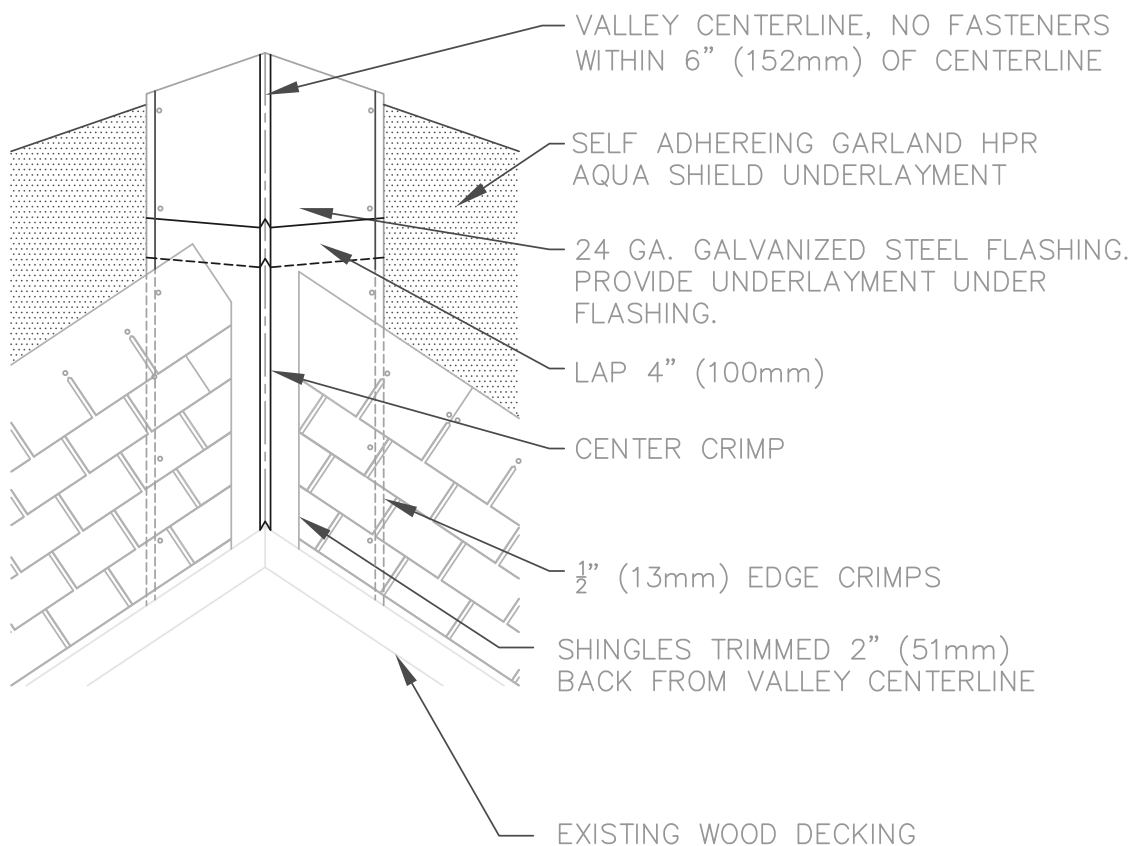 VALLEY CENTERLINE, NO FASTENERS
WITHIN 6” (152mm) OF CENTERLINE
SELF ADHEREING GARLAND HPR
AQUA SHIELD UNDERLAYMENT
24 GA. GALVANIZED STEEL FLASHING.
PROVIDE UNDERLAYMENT UNDER
FLASHING.
LAP 4” (100mm)
CENTER CRIMP
½” (13mm) EDGE CRIMPS
SHINGLES TRIMMED 2” (51mm)
BACK FROM VALLEY CENTERLINE
EXISTING WOOD DECKING